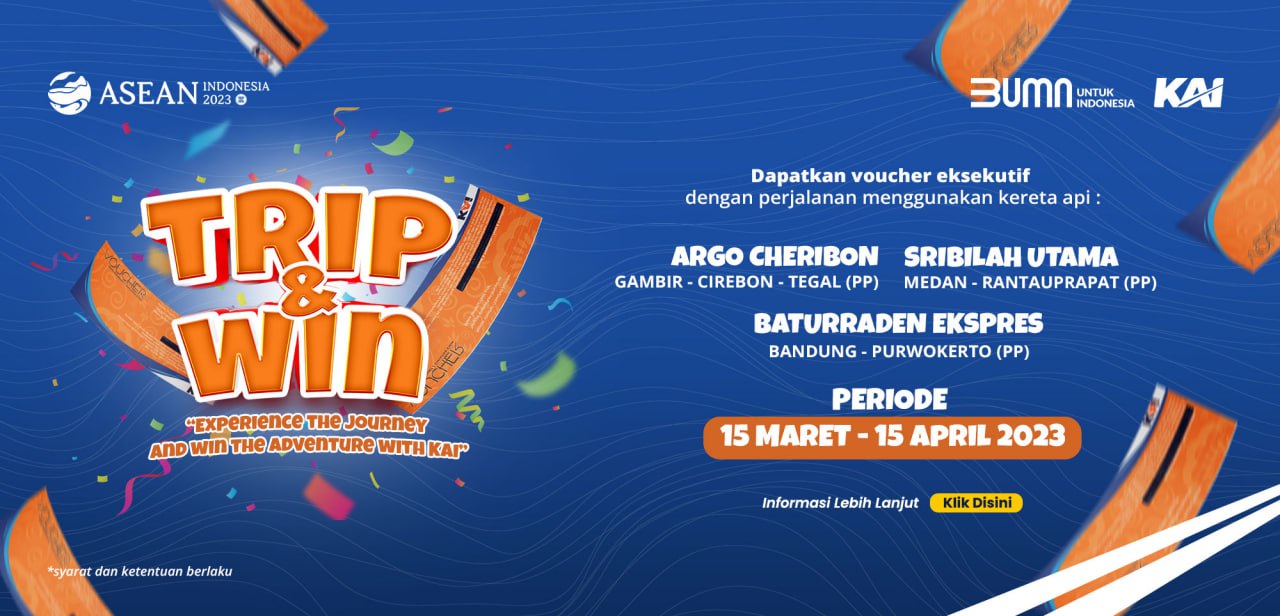 ASEAN INDONESIA
2023
BUMN UNTUK
INDONESIA
KAI
TRIP
&
WIN
VOUCHER
KAI
"EXPERIENCE THE JOURNEY
AND WIN THE ADVENTURE WITH KAI"
Dapatkan voucher eksekutif
dengan perjalanan menggunakan kereta api :
ARGO CHERIBON
GAMBIR - CIREBON - TEGAL (PP)
SRIBILAH UTAMA
MEDAN - RANTAUPRAPAT (PP)
BATURRADEN EKSPRES
BANDUNG - PURWOKERTO (PP)
PERIODE
15 MARET - 15 APRIL 2023
Informasi Lebih Lanjut Klik Disini
*syarat dan ketentuan berlaku